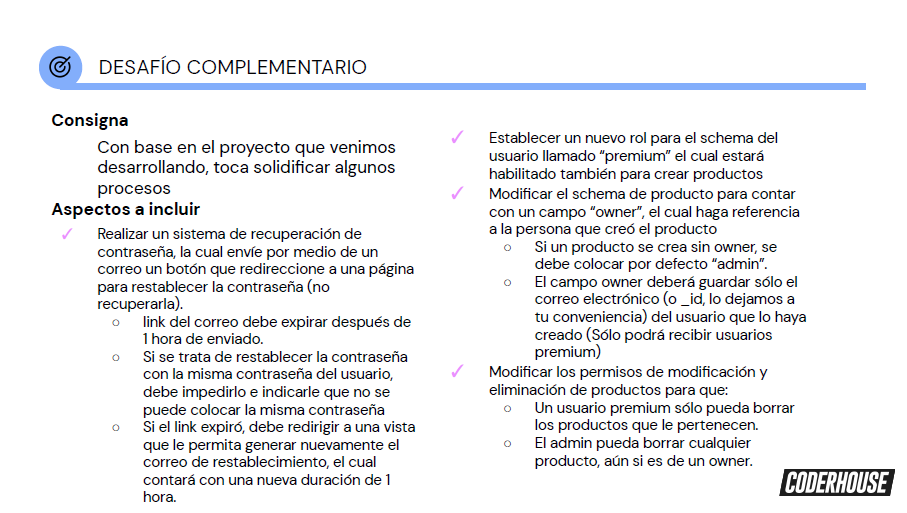 DESAFÍO COMPLEMENTARIO
Consigna
Con base en el proyecto que venimos
desarrollando, toca solidificar algunos
procesos
Aspectos a incluir
✓ Realizar un sistema de recuperación de
contraseña, la cual envíe por medio de un
correo un botón que redireccione a una página
para restablecer la contraseña (no
recuperarla).
○ link del correo debe expirar después de
1 hora de enviado.
○ Si se trata de restablecer la contraseña
con la misma contraseña del usuario,
debe impedirlo e indicarle que no se
puede colocar la misma contraseña
○ Si el link expiró, debe redirigir a una vista
que le permita generar nuevamente el
correo de restablecimiento, el cual
contará con una nueva duración de 1
hora.
✓ Establecer un nuevo rol para el schema del
usuario llamado “premium” el cual estará
habilitado también para crear productos
✓ Modificar el schema de producto para contar
con un campo “owner”, el cual haga referencia
a la persona que creó el producto
○ Si un producto se crea sin owner, se
debe colocar por defecto “admin”.
○ El campo owner deberá guardar sólo el
correo electrónico (o _id, lo dejamos a
tu conveniencia) del usuario que lo haya
creado (Sólo podrá recibir usuarios
premium)
✓ Modificar los permisos de modificación y
eliminación de productos para que:
○ Un usuario premium sólo pueda borrar
los productos que le pertenecen.
○ El admin pueda borrar cualquier
producto, aún si es de un owner.
CODERHOUSE